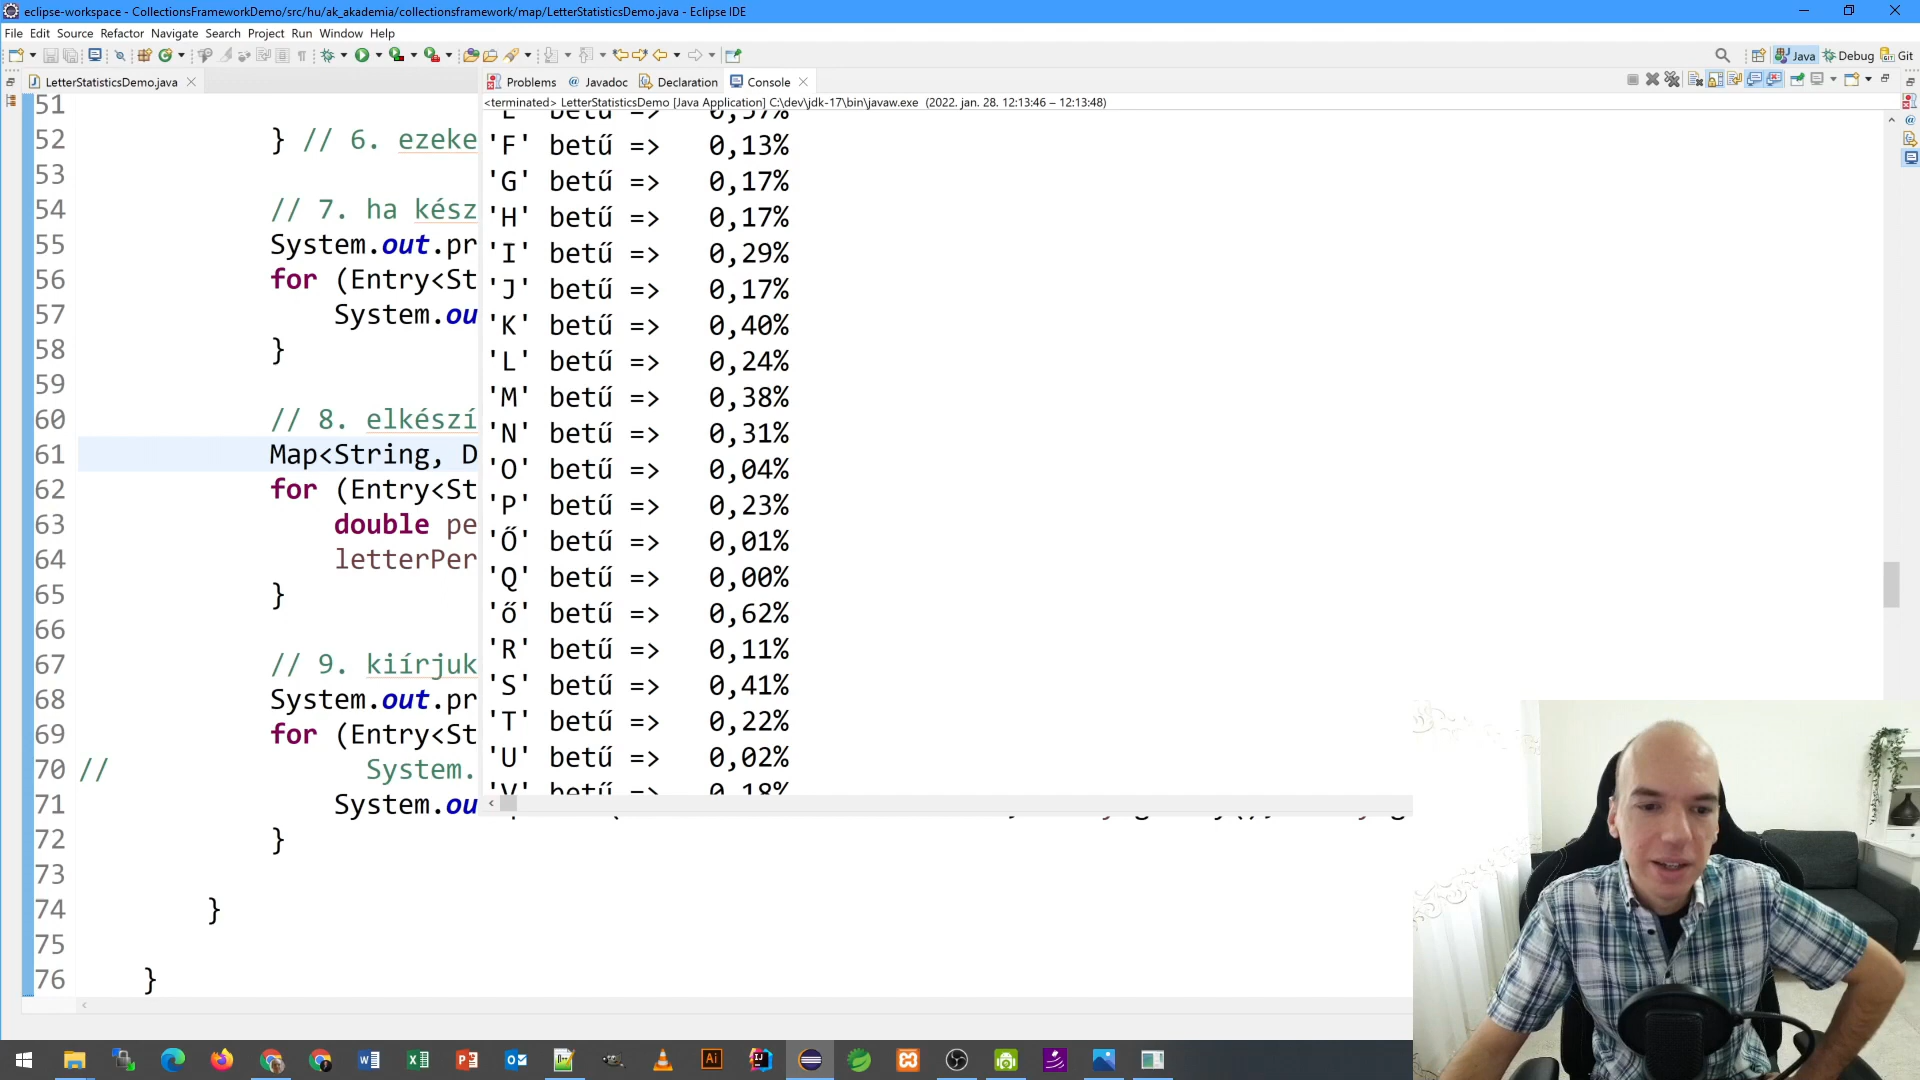 eclipse-workspace - CollectionsFrameworkDemo/src/hu/ak_akademia/collectionsframework/map/LetterStatisticsDemo.java - Eclipse IDE
File Edit Source Refactor Navigate Search Project Run Window Help
Java Debug Git
LetterStatisticsDemo.java
Problems Javadoc Declaration Console
<terminated> LetterStatisticsDemo [Java Application] C:\dev\jdk-17\bin\javaw.exe (2022. jan. 28. 12:13:46 – 12:13:48)
51
52 } // 6. ezeke
53
54 // 7. ha kész
55 System.out.pr
56 for (Entry<St
57 System.ou
58 }
59
60 // 8. elkészí
61 Map<String, D
62 for (Entry<St
63 double pe
64 letterPer
65 }
66
67 // 9. kiírjuk
68 System.out.pr
69 for (Entry<St
70 // System.
71 System.ou
72 }
73
74 }
75
76 }
'F' betű => 0,13%
'G' betű => 0,17%
'H' betű => 0,17%
'I' betű => 0,29%
'J' betű => 0,17%
'K' betű => 0,40%
'L' betű => 0,24%
'M' betű => 0,38%
'N' betű => 0,31%
'O' betű => 0,04%
'P' betű => 0,23%
'Ő' betű => 0,01%
'Q' betű => 0,00%
'ő' betű => 0,62%
'R' betű => 0,11%
'S' betű => 0,41%
'T' betű => 0,22%
'U' betű => 0,02%
'V' betű => 0,18%